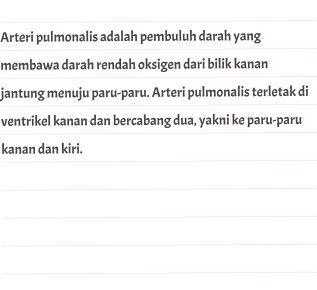 Arteri pulmonalis adalah pembuluh darah yang
membawa darah rendah oksigen dari bilik kanan
jantung menuju paru-paru. Arteri pulmonalis terletak di
ventrikel kanan dan bercabang dua, yakni ke paru-paru
kanan dan kiri.